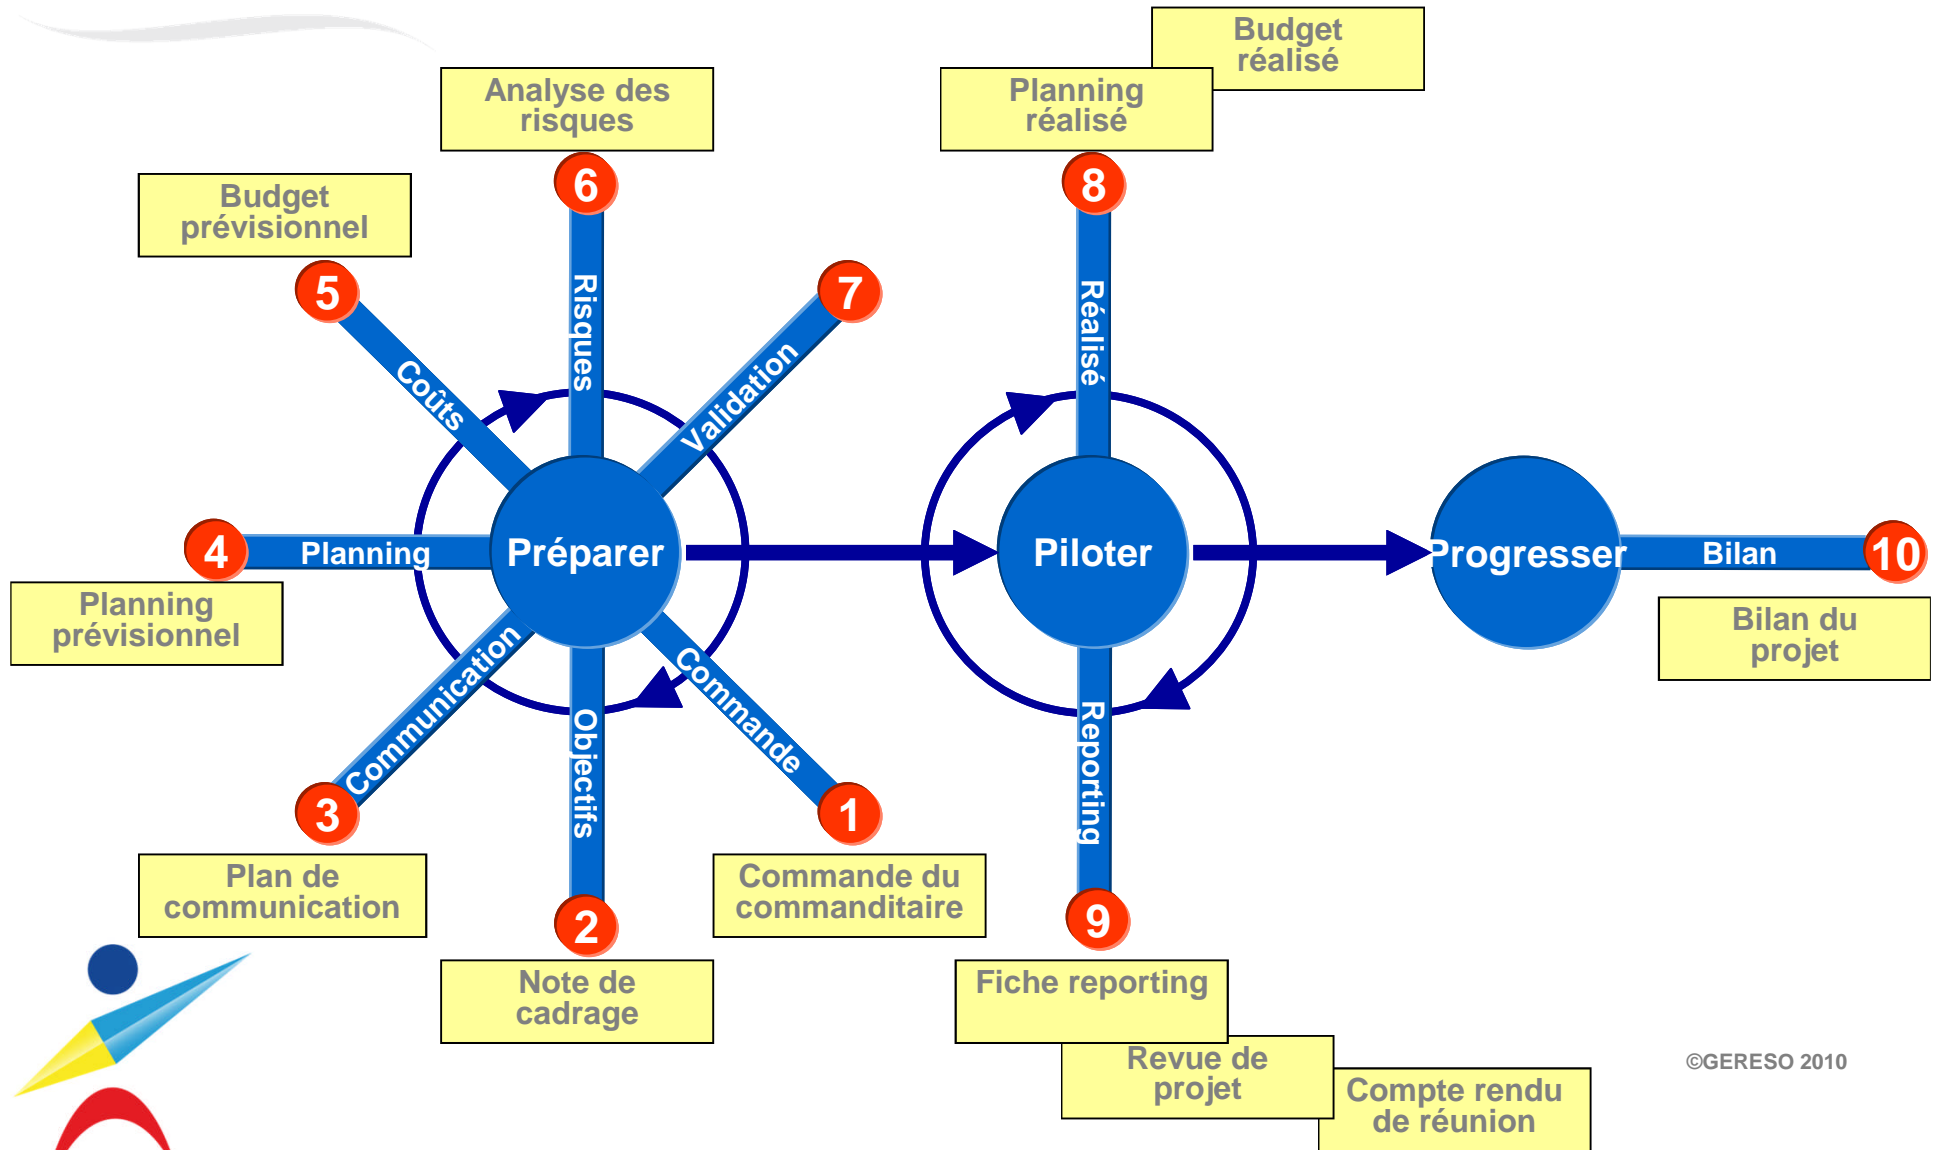 Budget
réalisé
Analyse des
risques
Planning
réalisé
6
8
Budget
prévisionnel
5
7
Risques
Réalisé
Coûts
Validation
4
Planning
Préparer
Piloter
Progresser
Bilan
10
Planning
prévisionnel
Bilan du
projet
Communication
Objectifs
Commande
Reporting
3
1
2
9
Plan de
communication
Commande du
commanditaire
Note de
cadrage
Fiche reporting
Revue de
projet
Compte rendu
de réunion
©GERESO 2010